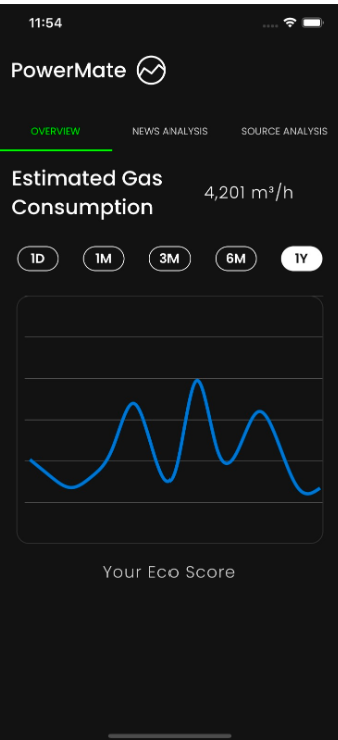 11:54
PowerMate
OVERVIEW NEWS ANALYSIS SOURCE ANALYSIS
Estimated Gas
Consumption
4,201 m³/h
1D 1M 3M 6M 1Y
Your Eco Score